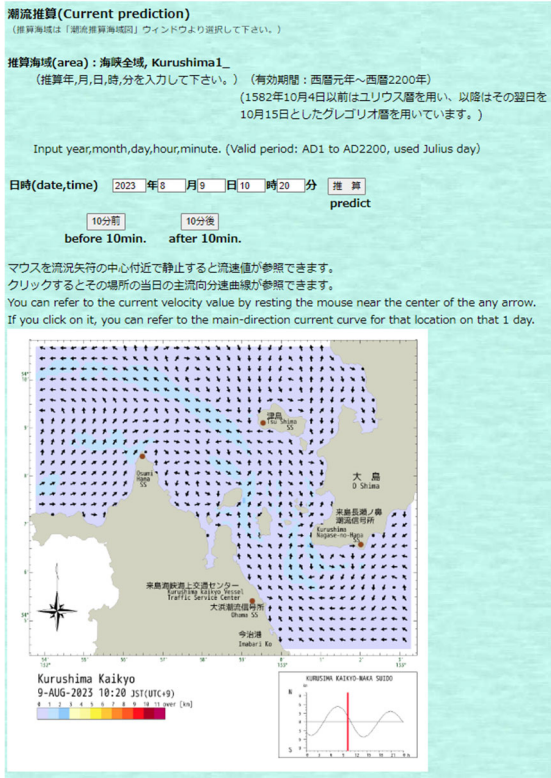 潮流推算(Current prediction)
(推算海域は「潮流推算海域図」ウィンドウより選択して下さい。)
推算海域(area) : 海峡全域, Kurushima1_
(推算年,月,日,時,分を入力して下さい。) (有効期間：西暦元年～西暦2200年)
(1582年10月4日以前はユリウス暦を用い、以降はその翌日を
10月15日としたグレゴリオ暦を用いています。)
Input year,month,day,hour,minute. (Valid period: AD1 to AD2200, used Julius day)
日時(date,time) 2023 年 8 月 9 日 10 時 20 分 推 算
predict
10分前 10分後
before 10min. after 10min.
マウスを流況矢符の中心付近で静止すると流速値が参照できます。
クリックするとその場所の当日の主流向分速曲線が参照できます。
You can refer to the current velocity value by resting the mouse near the center of the any arrow.
If you click on it, you can refer to the main-direction current curve for that location on that 1 day.
津島
Tsu Shima
SS
Osumi
Hana
SS
大 島
O Shima
来島長瀬ノ鼻
潮流信号所
Kurushima
Nagase-no-Hana
SS
来島海峡海上交通センター
Kurushima Kaikyo Vessel
Traffic Service Center
大浜潮流信号所
Ohama SS
今治港
Imabari Ko
Kurushima Kaikyo
9-AUG-2023 10:20 JST(UTC+9)
0 1 2 3 4 5 6 7 8 9 10 11 over [kn]
KURUSHIMA KAIKYO-NAKA SUIDO
N
S
0 3 6 9 12 15 18 21 0 h